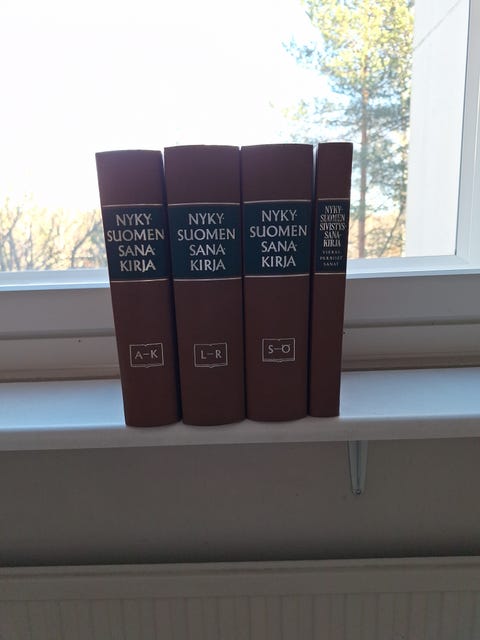 NYKY-
SUOMEN
SANA-
KIRJA
A–K
NYKY-
SUOMEN
SANA-
KIRJA
L–R
NYKY-
SUOMEN
SANA-
KIRJA
S–Ö
NYKY-
SUOMEN
SIVISTYS-
SANA-
KIRJA
VIERAS-
PERÄISET
SANAT